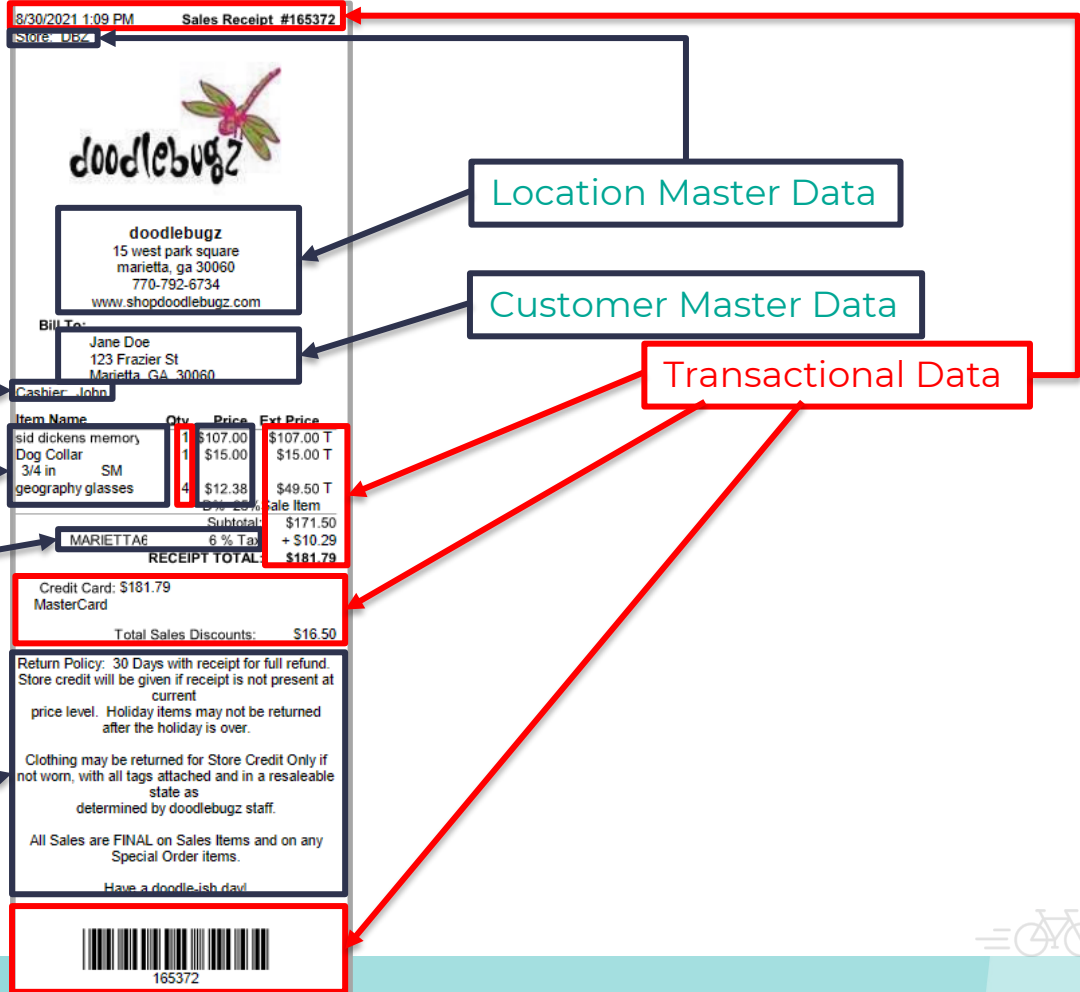 8/30/2021 1:09 PM Sales Receipt #165372
Store: DBZ
doodlebugz
Location Master Data
doodlebugz
15 west park square
marietta, ga 30060
770-792-6734
www.shopdoodlebugz.com
Customer Master Data
Bill To:
Jane Doe
123 Frazier St
Marietta, GA 30060
Transactional Data
Cashier: John
Item Name Qty Price Ext Price
sid dickens memory 1 $107.00 $107.00 T
Dog Collar 1 $15.00 $15.00 T
3/4 in SM
geography glasses 4 $12.38 $49.50 T
D% 25% Sale Item
Subtotal: $171.50
MARIETTA6 6 % Tax + $10.29
RECEIPT TOTAL: $181.79
Credit Card: $181.79
MasterCard
Total Sales Discounts: $16.50
Return Policy: 30 Days with receipt for full refund.
Store credit will be given if receipt is not present at
current
price level. Holiday items may not be returned
after the holiday is over.
Clothing may be returned for Store Credit Only if
not worn, with all tags attached and in a resaleable
state as
determined by doodlebugz staff.
All Sales are FINAL on Sales Items and on any
Special Order items.
Have a doodle-ish day!
165372